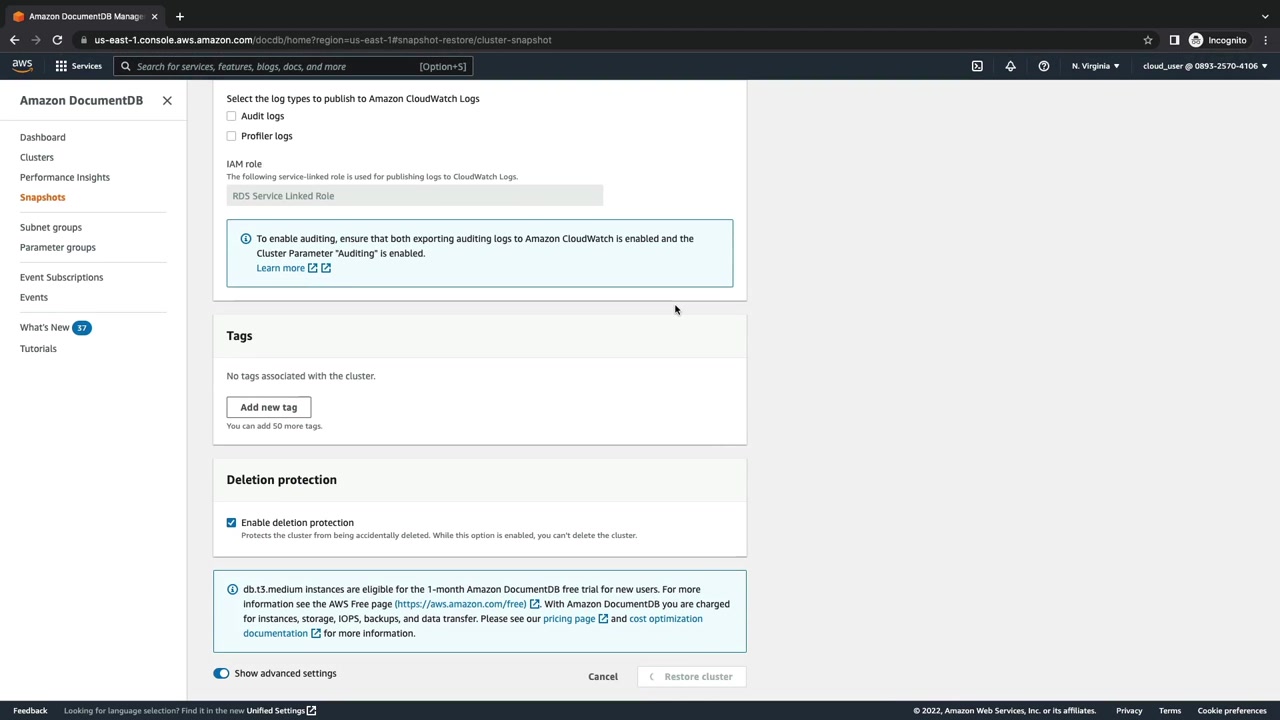 Amazon DocumentDB Manage
us-east-1.console.aws.amazon.com/docdb/home?region=us-east-1#snapshot-restore/cluster-snapshot
Incognito
aws
Services
Search for services, features, blogs, docs, and more
[Option+S]
N. Virginia
cloud_user @ 0893-2570-4106
Amazon DocumentDB
Dashboard
Clusters
Performance Insights
Snapshots
Subnet groups
Parameter groups
Event Subscriptions
Events
What's New 37
Tutorials
Select the log types to publish to Amazon CloudWatch Logs
Audit logs
Profiler logs
IAM role
The following service-linked role is used for publishing logs to CloudWatch Logs.
RDS Service Linked Role
To enable auditing, ensure that both exporting auditing logs to Amazon CloudWatch is enabled and the
Cluster Parameter "Auditing" is enabled.
Learn more
Tags
No tags associated with the cluster.
Add new tag
You can add 50 more tags.
Deletion protection
Enable deletion protection
Protects the cluster from being accidentally deleted. While this option is enabled, you can't delete the cluster.
db.t3.medium instances are eligible for the 1-month Amazon DocumentDB free trial for new users. For more
information see the AWS Free page (https://aws.amazon.com/free) . With Amazon DocumentDB you are charged
for instances, storage, IOPS, backups, and data transfer. Please see our pricing page and cost optimization
documentation for more information.
Show advanced settings
Cancel
Restore cluster
Feedback
Looking for language selection? Find it in the new Unified Settings
© 2022, Amazon Web Services, Inc. or its affiliates.
Privacy
Terms
Cookie preferences